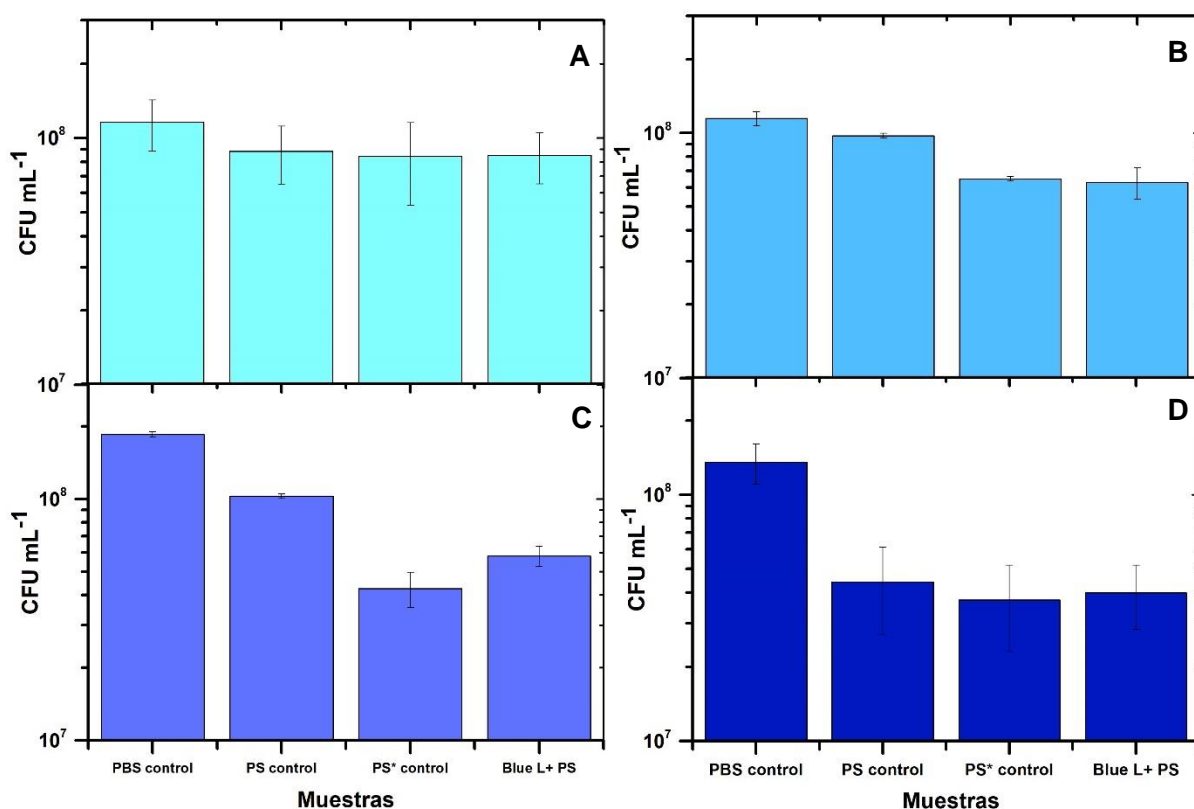 A
10⁸
CFU mL⁻¹
10⁷
B
10⁸
CFU mL⁻¹
10⁷
C
10⁸
CFU mL⁻¹
10⁷
PBS control PS control PS* control Blue L+ PS
Muestras
D
10⁸
CFU mL⁻¹
10⁷
PBS control PS control PS* control Blue L+ PS
Muestras